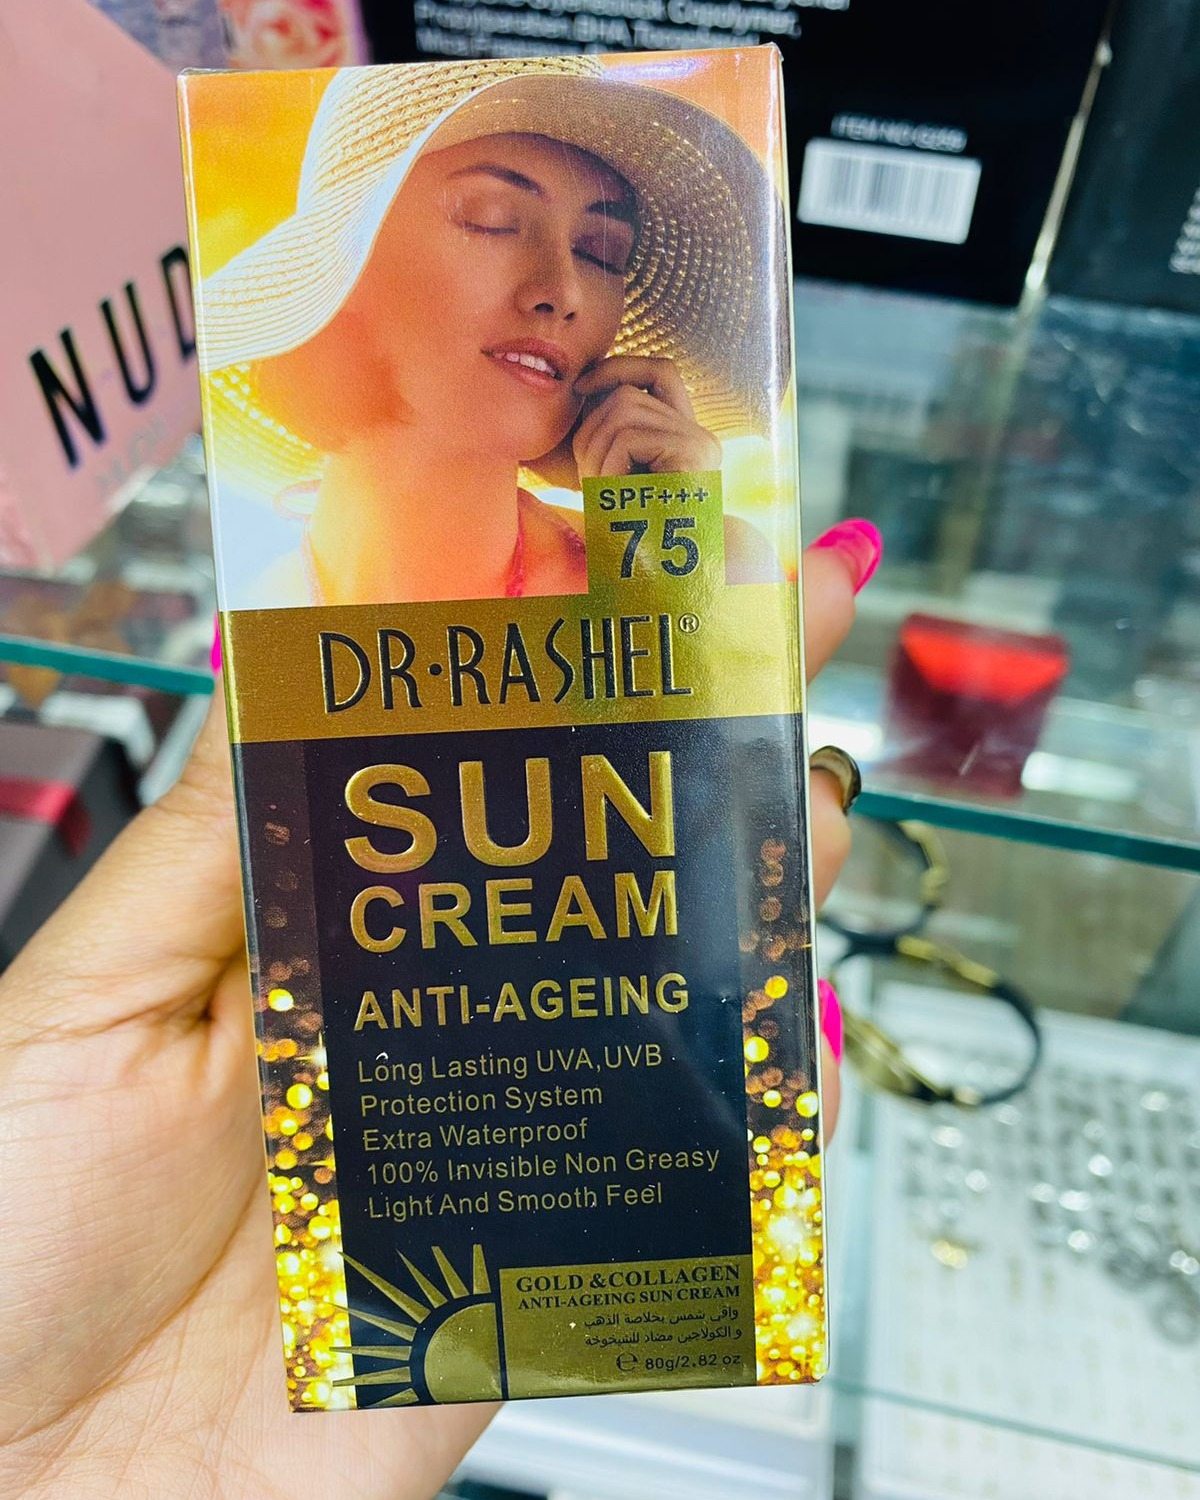 NUD
ITEM NO
SPF+++
75
DR·RASHEL®
SUN
CREAM
ANTI-AGEING
Long Lasting UVA,UVB
Protection System
Extra Waterproof
100% Invisible Non Greasy
Light And Smooth Feel
GOLD &COLLAGEN
ANTI-AGEING SUN CREAM
واقي شمس بخلاصة الذهب
و الكولاجين مضاد للشيخوخة
℮ 80g/2.82 oz